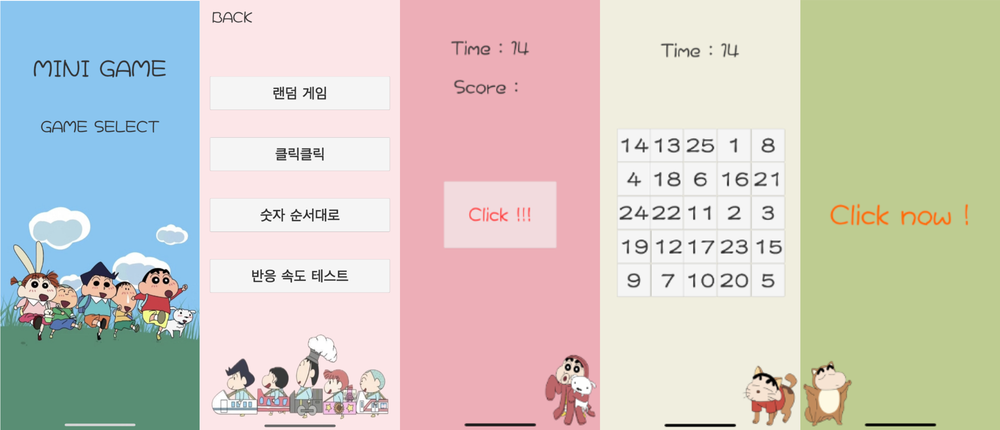 MINI GAME
GAME SELECT
BACK
랜덤 게임
클릭클릭
숫자 순서대로
반응 속도 테스트
Time : 14
Score :
Click !!!
Time : 14
14 13 25 1 8
4 18 6 16 21
24 22 11 2 3
19 12 17 23 15
9 7 10 20 5
Click now !